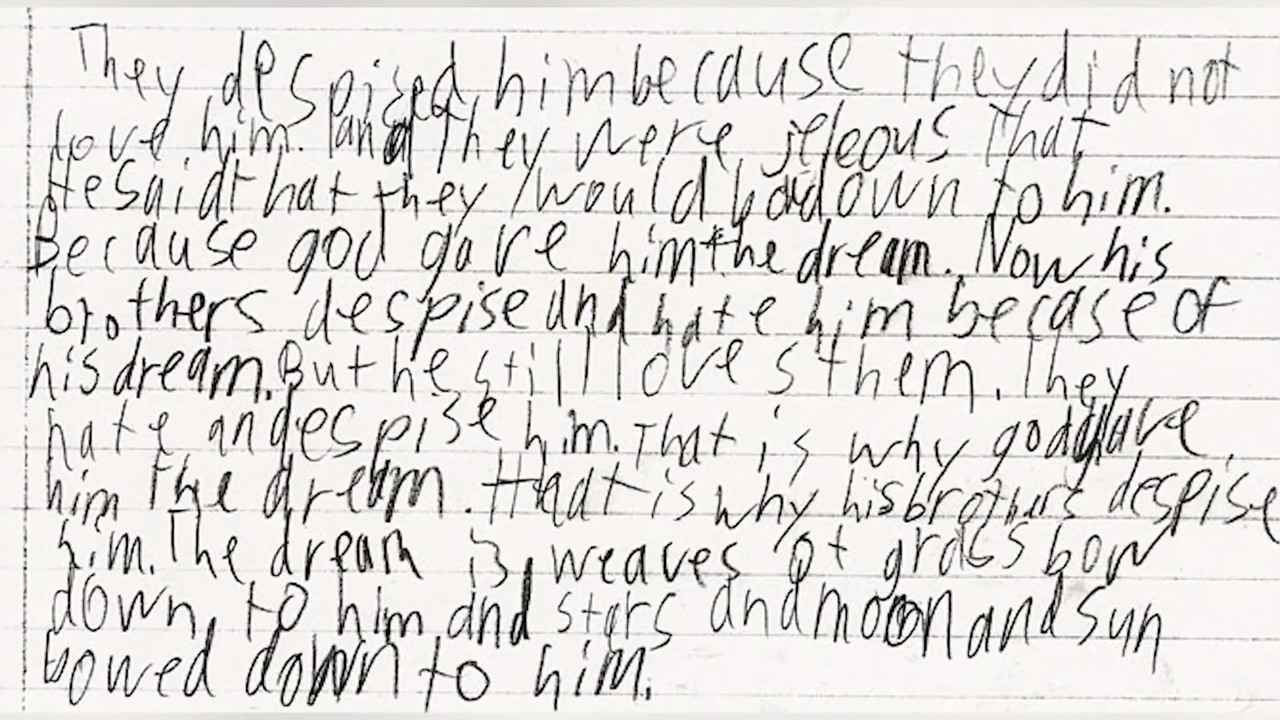 They despised him because they did not
love him. and they were jeleous that
He said that they would down to him.
Because god gave him the dream. Now his
brothers despise and hate him becase of
his dream. But he still loves them. They
hate an despise him. That is why god gave
him the dream. that is why his brothers despise
him. The dream is weaves of grass bow
down to him and stars and moon and sun
bowed down to him.